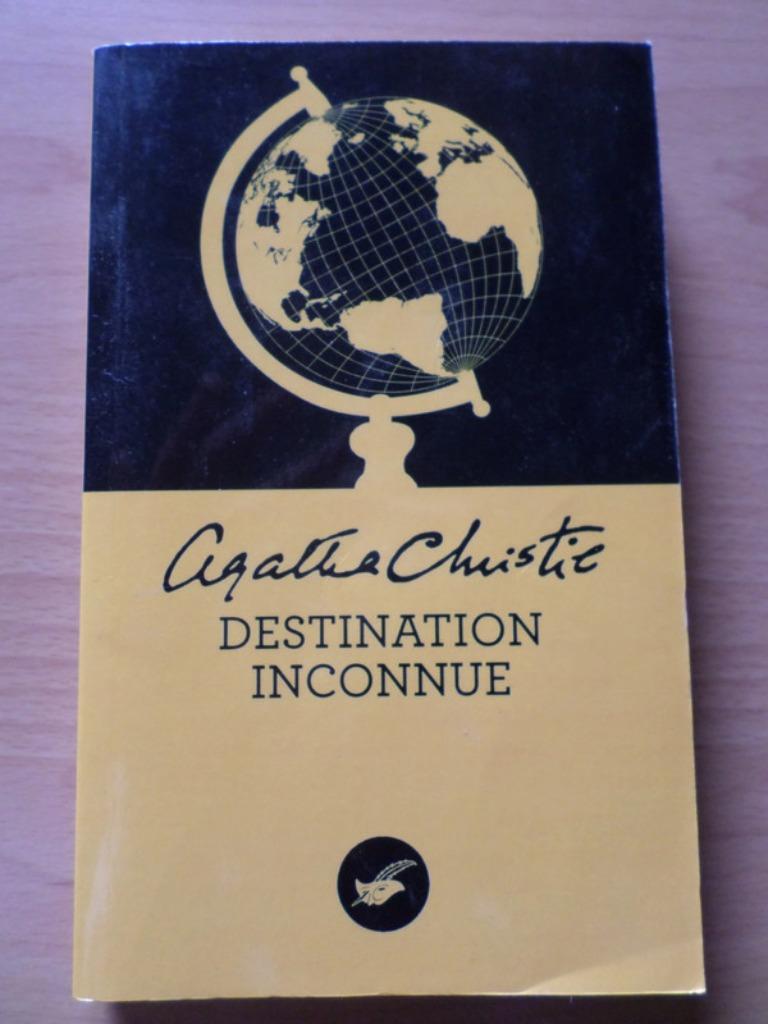 Agatha Christie
DESTINATION
INCONNUE